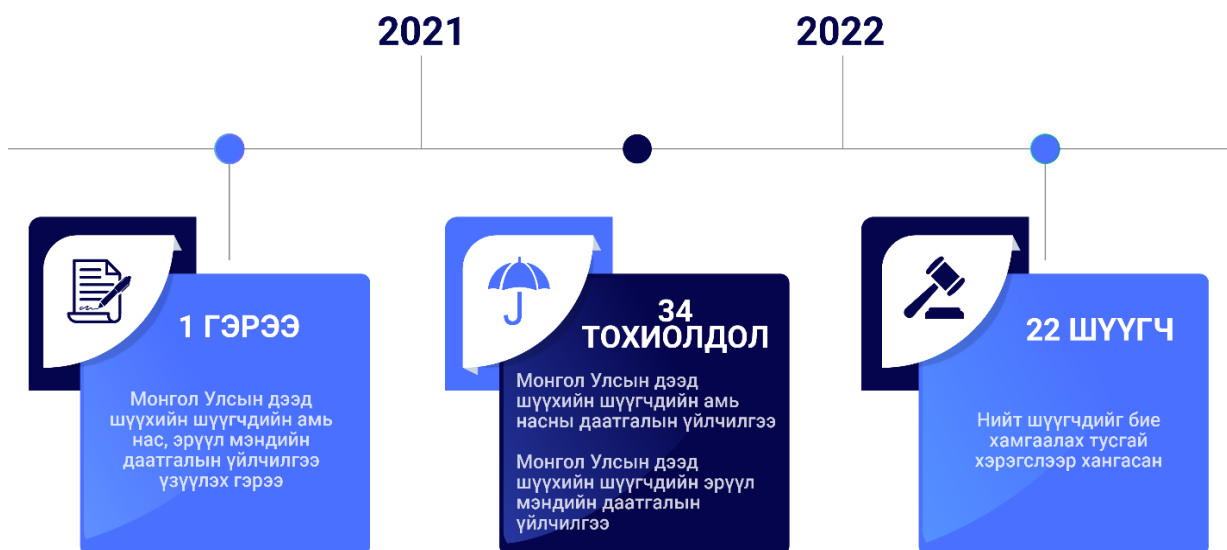 2021
2022
1 ГЭРЭЭ
Монгол Улсын дээд
шүүхийн шүүгчдийн амь
нас, эрүүл мэндийн
даатгалын үйлчилгээ
үзүүлэх гэрээ
34
ТОХИОЛДОЛ
Монгол Улсын дээд
шүүхийн шүүгчдийн амь
насны даатгалын үйлчилгээ
Монгол Улсын дээд
шүүхийн шүүгчдийн эрүүл
мэндийн даатгалын
үйлчилгээ
22 ШҮҮГЧ
Нийт шүүгчдийг бие
хамгаалах тусгай
хэрэгслээр хангасан